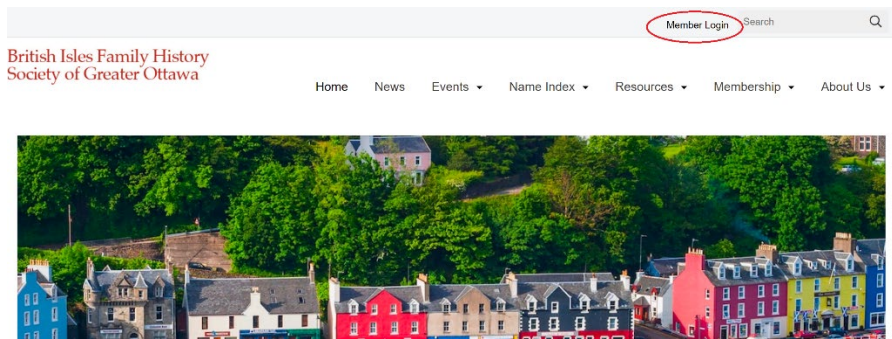 Member Login Search
British Isles Family History
Society of Greater Ottawa
Home News Events Name Index Resources Membership About Us